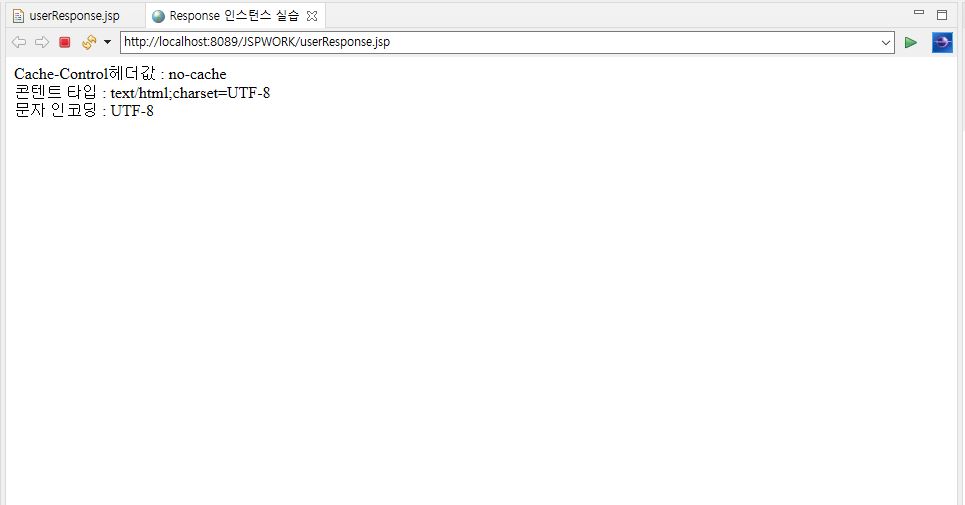 userResponse.jsp
Response 인스턴스 실습
http://localhost:8089/JSPWORK/userResponse.jsp
Cache-Control헤더값 : no-cache
콘텐트 타입 : text/html;charset=UTF-8
문자 인코딩 : UTF-8